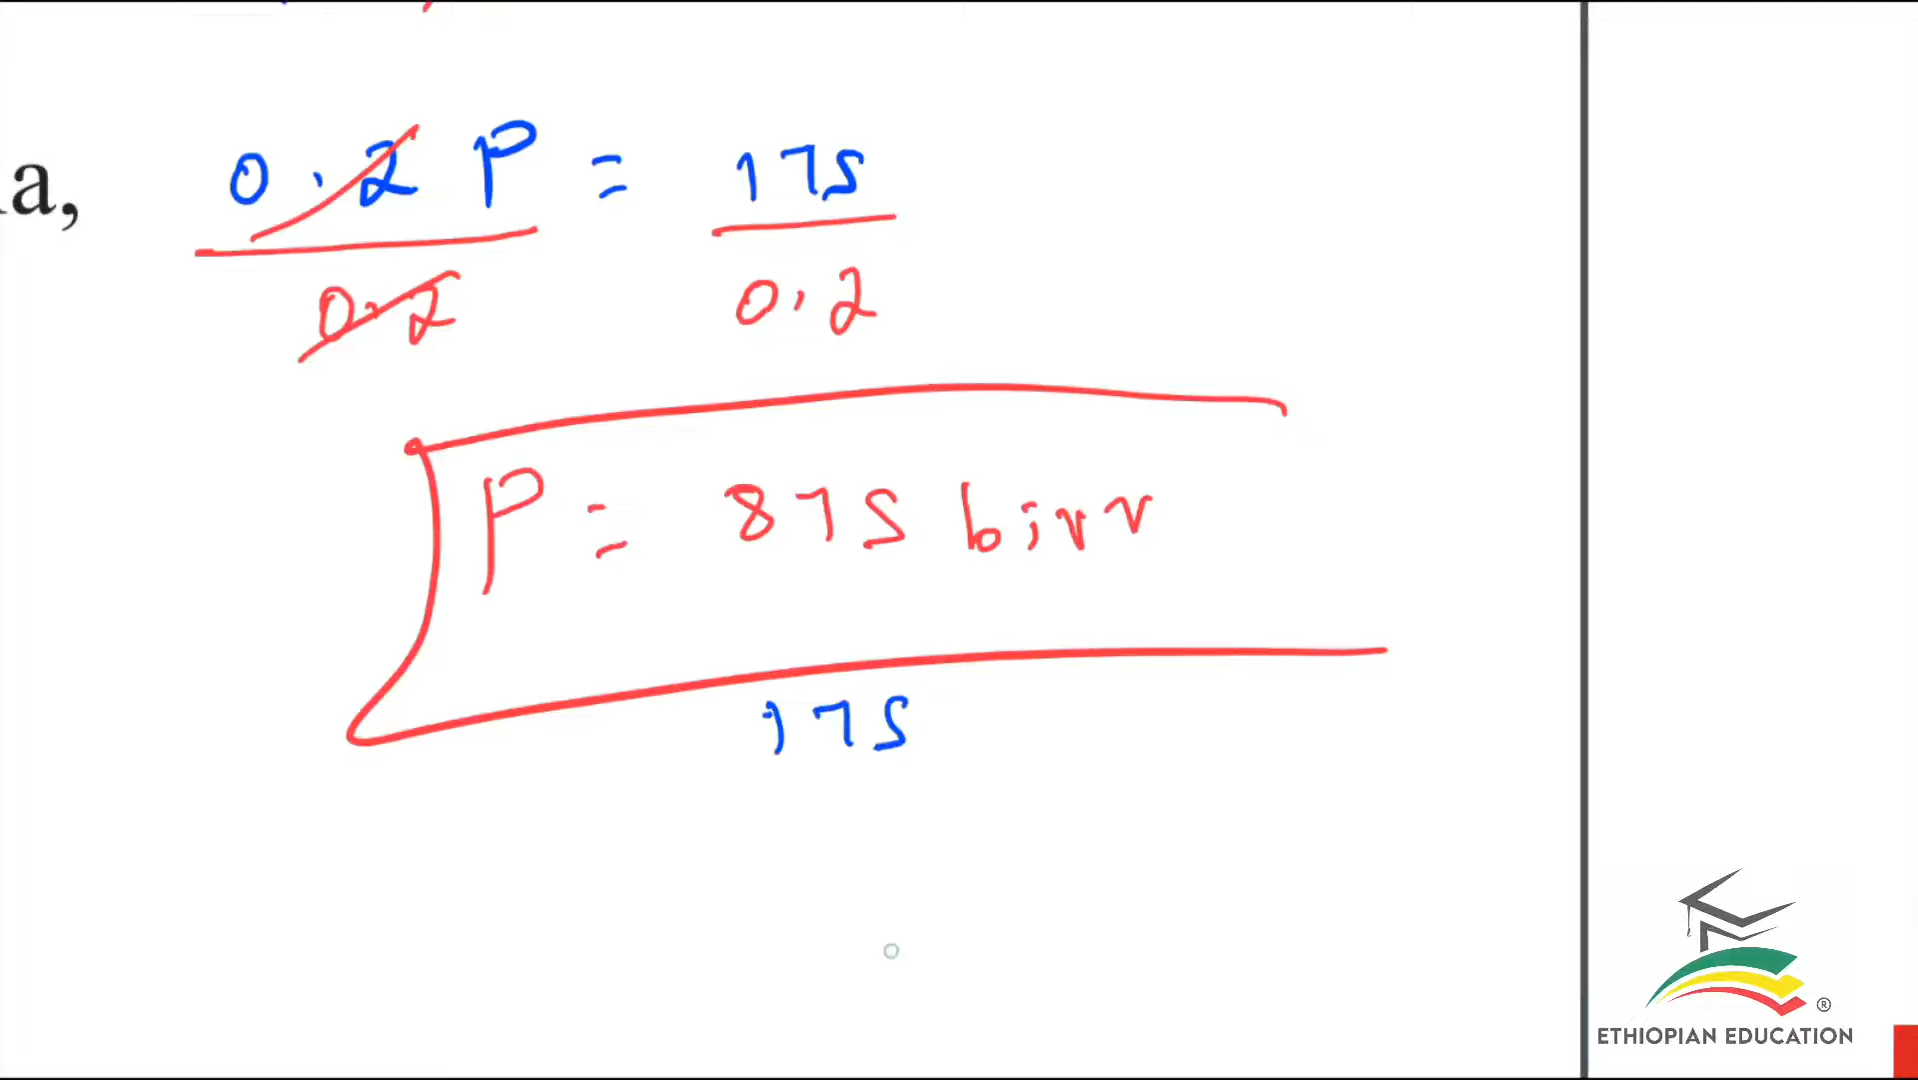 a,
0.2 P = 175
0.2 0.2
P = 875 birr
175
®
ETHIOPIAN EDUCATION